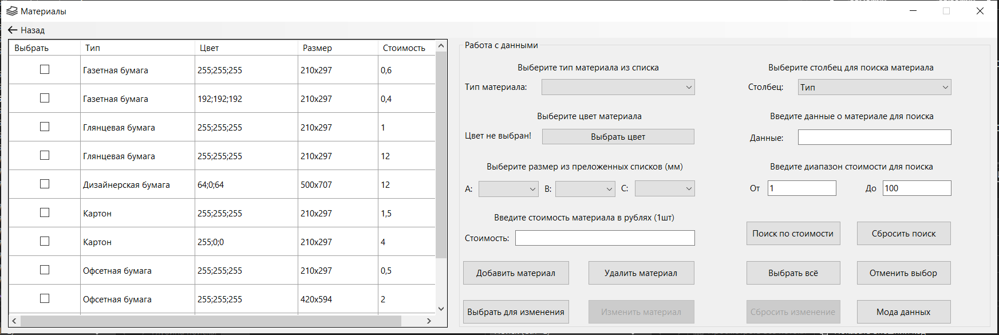 Материалы
Назад
Выбрать Тип Цвет Размер Стоимость
Газетная бумага 255;255;255 210x297 0,6
Газетная бумага 192;192;192 210x297 0,4
Глянцевая бумага 255;255;255 210x297 1
Глянцевая бумага 255;255;255 210x297 12
Дизайнерская бумага 64;0;64 500x707 12
Картон 255;255;255 210x297 1,5
Картон 255;0;0 210x297 4
Офсетная бумага 255;255;255 210x297 0,5
Офсетная бумага 255;255;255 420x594 2
Работа с данными
Выберите тип материала из списка
Тип материала:
Выберите цвет материала
Цвет не выбран! Выбрать цвет
Выберите размер из преложенных списков (мм)
A: B: C:
Введите стоимость материала в рублях (1шт)
Стоимость:
Добавить материал Удалить материал
Выбрать для изменения Изменить материал
Выберите столбец для поиска материала
Столбец: Тип
Введите данные о материале для поиска
Данные:
Введите диапазон стоимости для поиска
От 1 До 100
Поиск по стоимости Сбросить поиск
Выбрать всё Отменить выбор
Сбросить изменение Мода данных